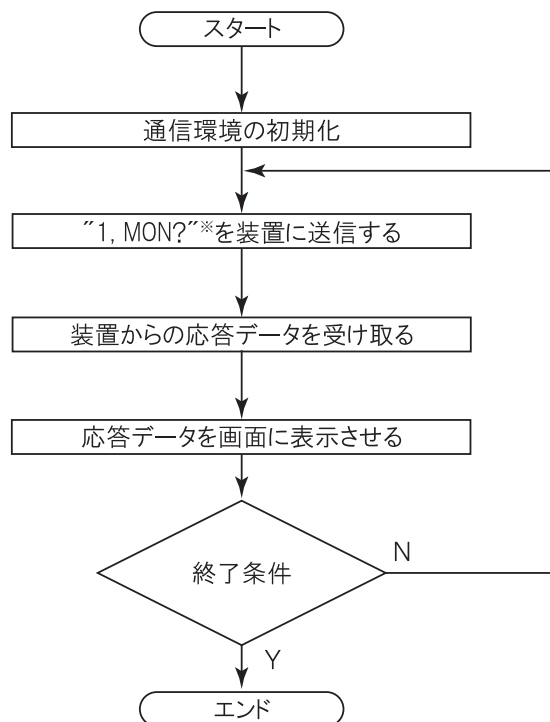 スタート
通信環境の初期化
"1, MON?"※を装置に送信する
装置からの応答データを受け取る
応答データを画面に表示させる
終了条件
N
Y
エンド